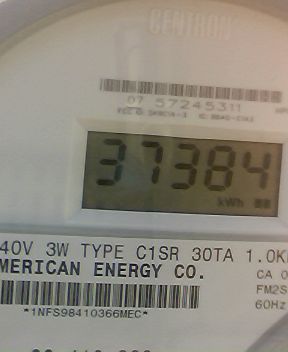 CENTRON
07 57245311
37384
kWh
40V 3W TYPE C1SR 30TA 1.0K
MERICAN ENERGY CO.
CA 0
FM2S
*1NFS98410366MEC*
60Hz